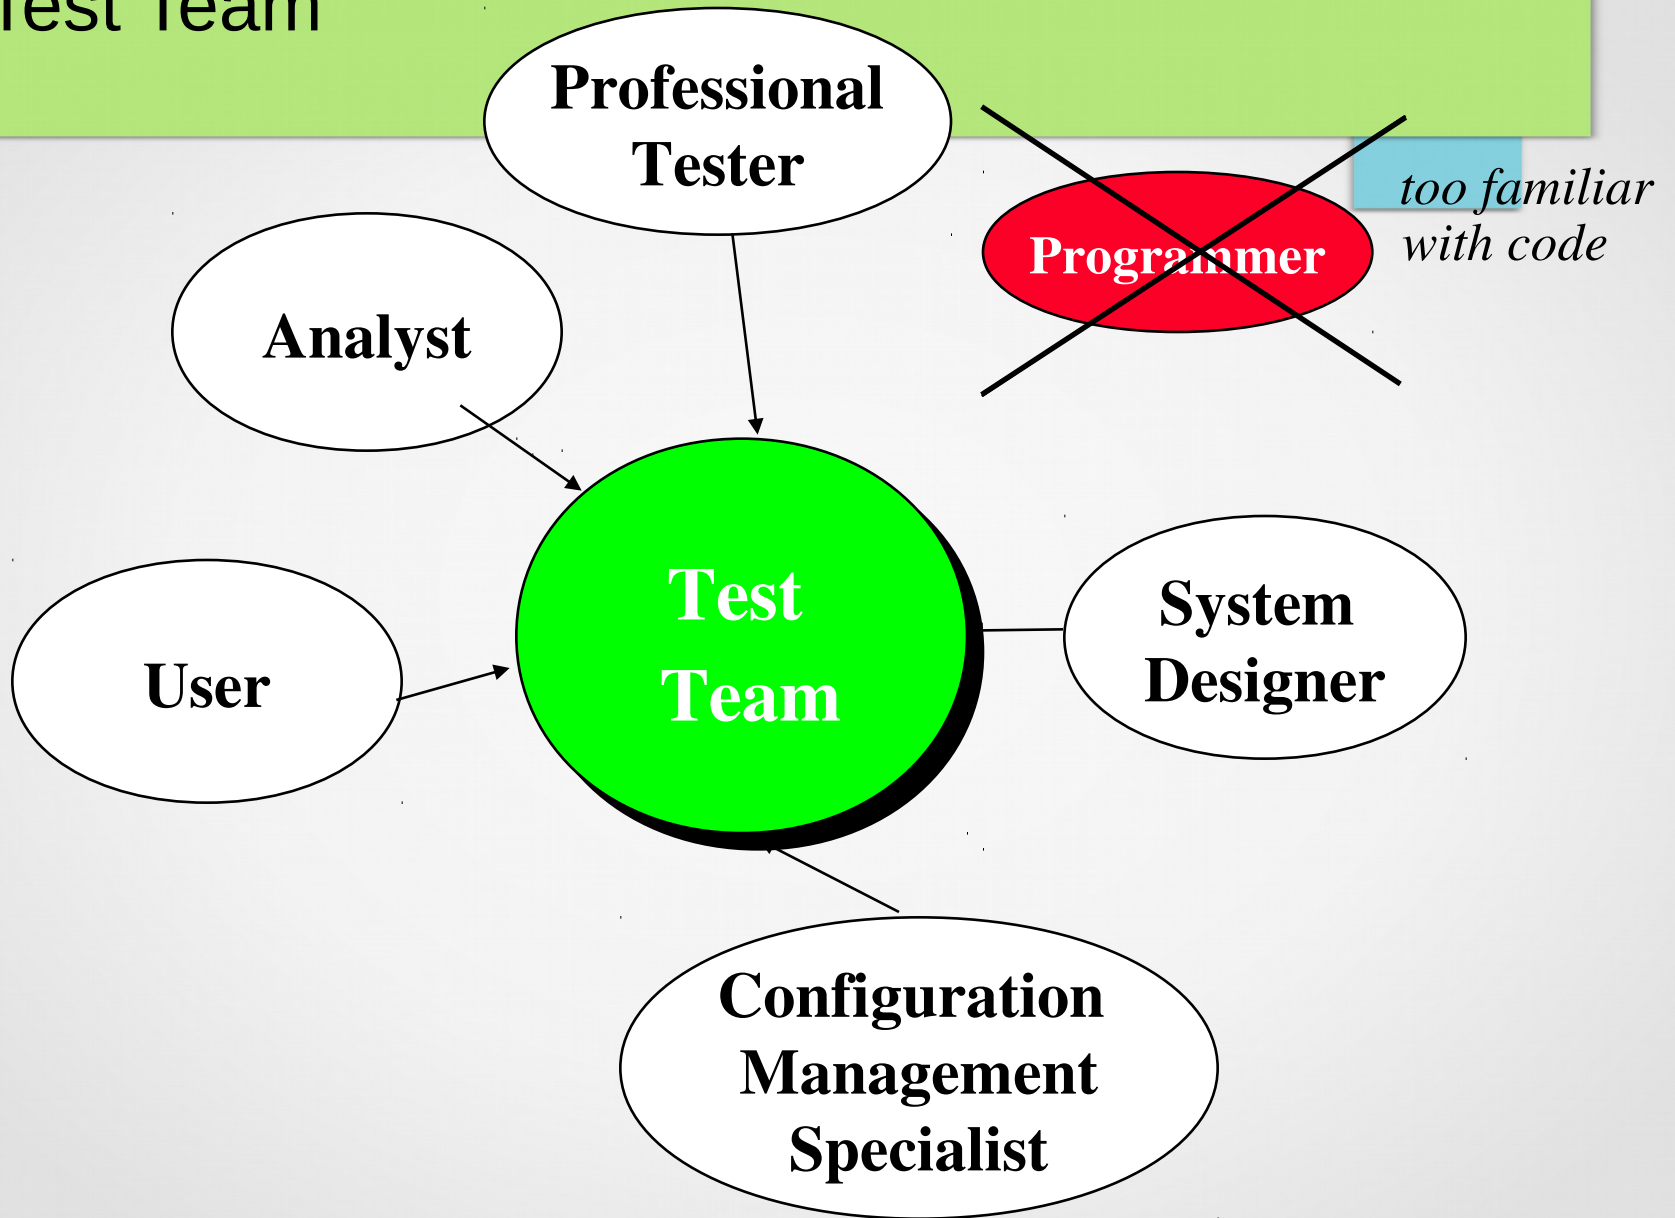 Test Team
Professional
Tester
too familiar
with code
Programmer
Analyst
Test
Team
System
Designer
User
Configuration
Management
Specialist